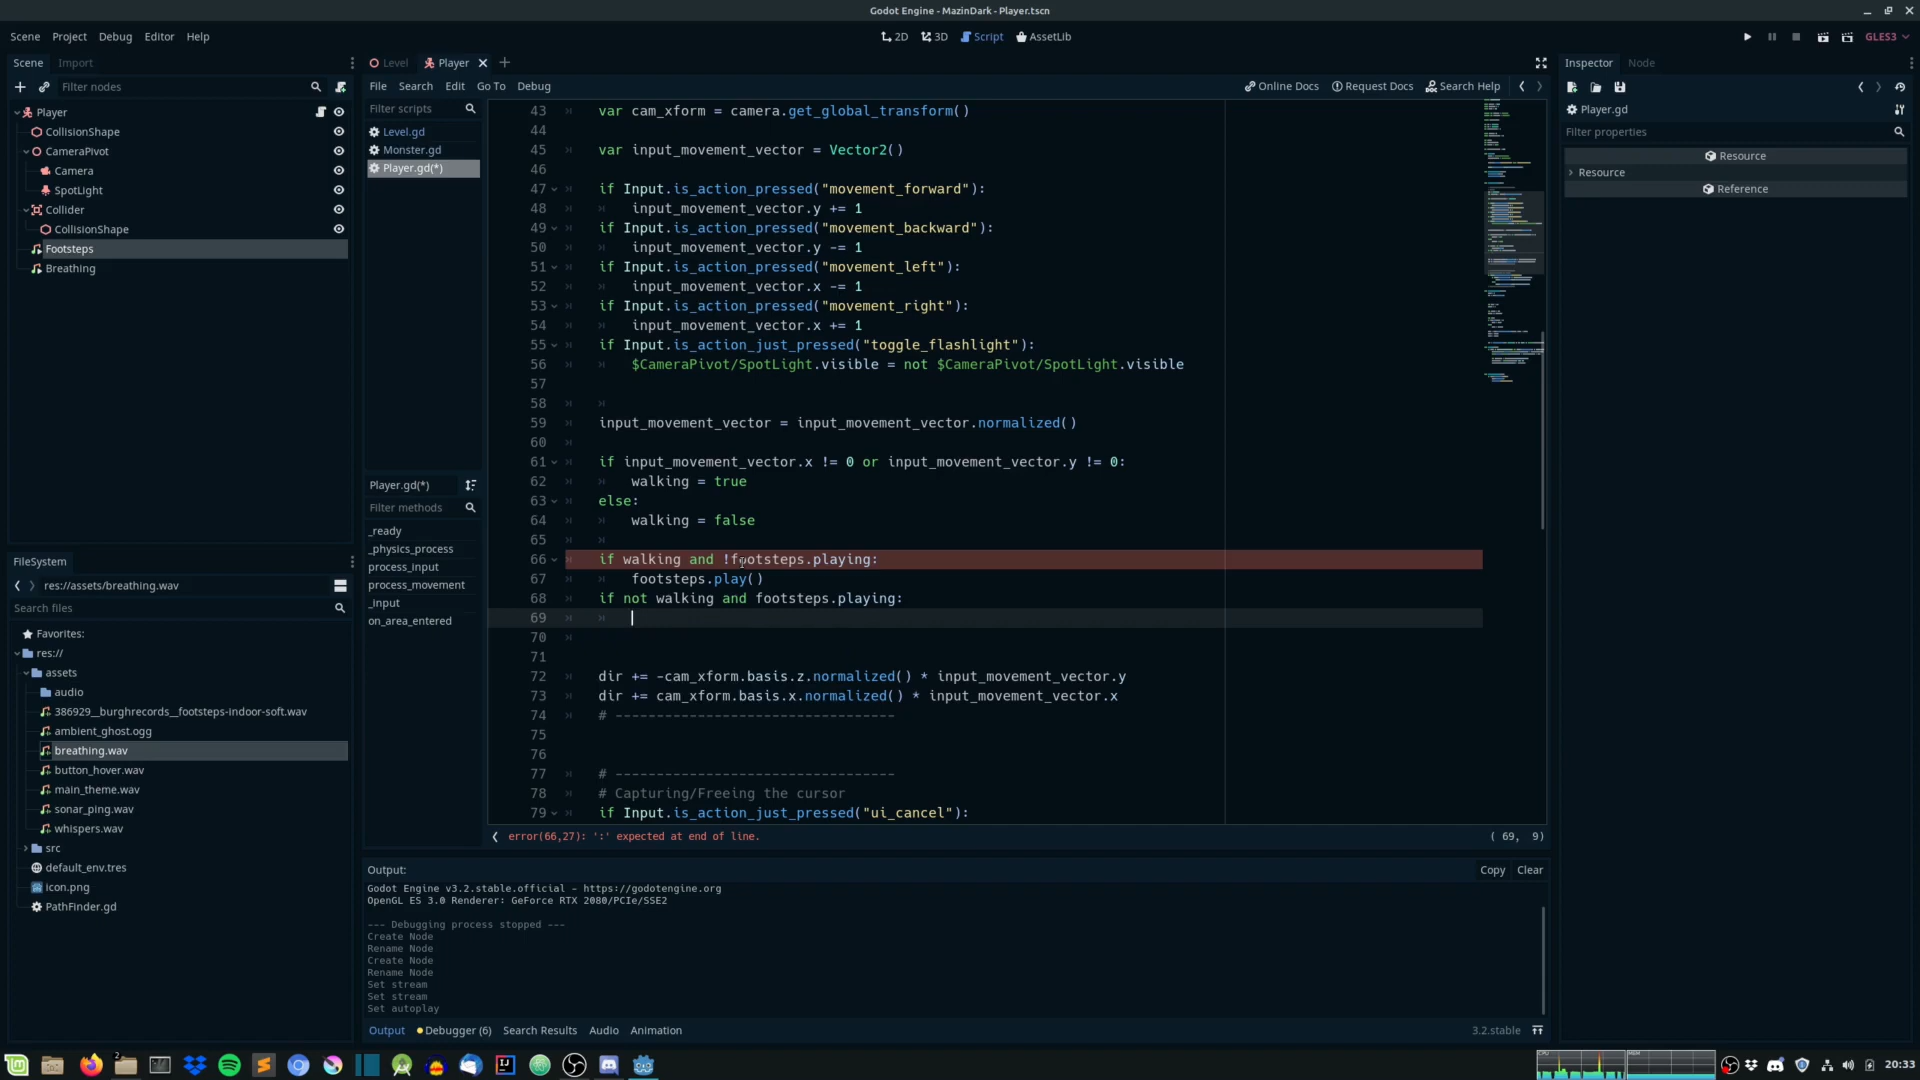 Godot Engine - MazinDark - Player.tscn
Scene Project Debug Editor Help
2D 3D Script AssetLib
GLES3
Scene Import
Filter nodes
Player
CollisionShape
CameraPivot
Camera
SpotLight
Collider
CollisionShape
Footsteps
Breathing
FileSystem
res://assets/breathing.wav
Search files
Favorites:
res://
assets
audio
386929__burghrecords__footsteps-indoor-soft.wav
ambient_ghost.ogg
breathing.wav
button_hover.wav
main_theme.wav
sonar_ping.wav
whispers.wav
src
default_env.tres
icon.png
PathFinder.gd
Level Player
File Search Edit Go To Debug
Online Docs Request Docs Search Help
Filter scripts
Level.gd
Monster.gd
Player.gd(*)
Player.gd(*)
Filter methods
_ready
_physics_process
process_input
process_movement
_input
on_area_entered
43 var cam_xform = camera.get_global_transform()
44
45 var input_movement_vector = Vector2()
46
47 if Input.is_action_pressed("movement_forward"):
48 input_movement_vector.y += 1
49 if Input.is_action_pressed("movement_backward"):
50 input_movement_vector.y -= 1
51 if Input.is_action_pressed("movement_left"):
52 input_movement_vector.x -= 1
53 if Input.is_action_pressed("movement_right"):
54 input_movement_vector.x += 1
55 if Input.is_action_just_pressed("toggle_flashlight"):
56 $CameraPivot/SpotLight.visible = not $CameraPivot/SpotLight.visible
57
58
59 input_movement_vector = input_movement_vector.normalized()
60
61 if input_movement_vector.x != 0 or input_movement_vector.y != 0:
62 walking = true
63 else:
64 walking = false
65
66 if walking and !footsteps.playing:
67 footsteps.play()
68 if not walking and footsteps.playing:
69
70
71
72 dir += -cam_xform.basis.z.normalized() * input_movement_vector.y
73 dir += cam_xform.basis.x.normalized() * input_movement_vector.x
74 # ----------------------------------
75
76
77 # ----------------------------------
78 # Capturing/Freeing the cursor
79 if Input.is_action_just_pressed("ui_cancel"):
error(66,27): ':' expected at end of line.
( 69, 9)
Output:
Copy Clear
Godot Engine v3.2.stable.official - https://godotengine.org
OpenGL ES 3.0 Renderer: GeForce RTX 2080/PCIe/SSE2
--- Debugging process stopped ---
Create Node
Rename Node
Create Node
Rename Node
Set stream
Set stream
Set autoplay
Output Debugger (6) Search Results Audio Animation
3.2.stable
Inspector Node
Player.gd
Filter properties
Resource
Resource
Reference
20:33